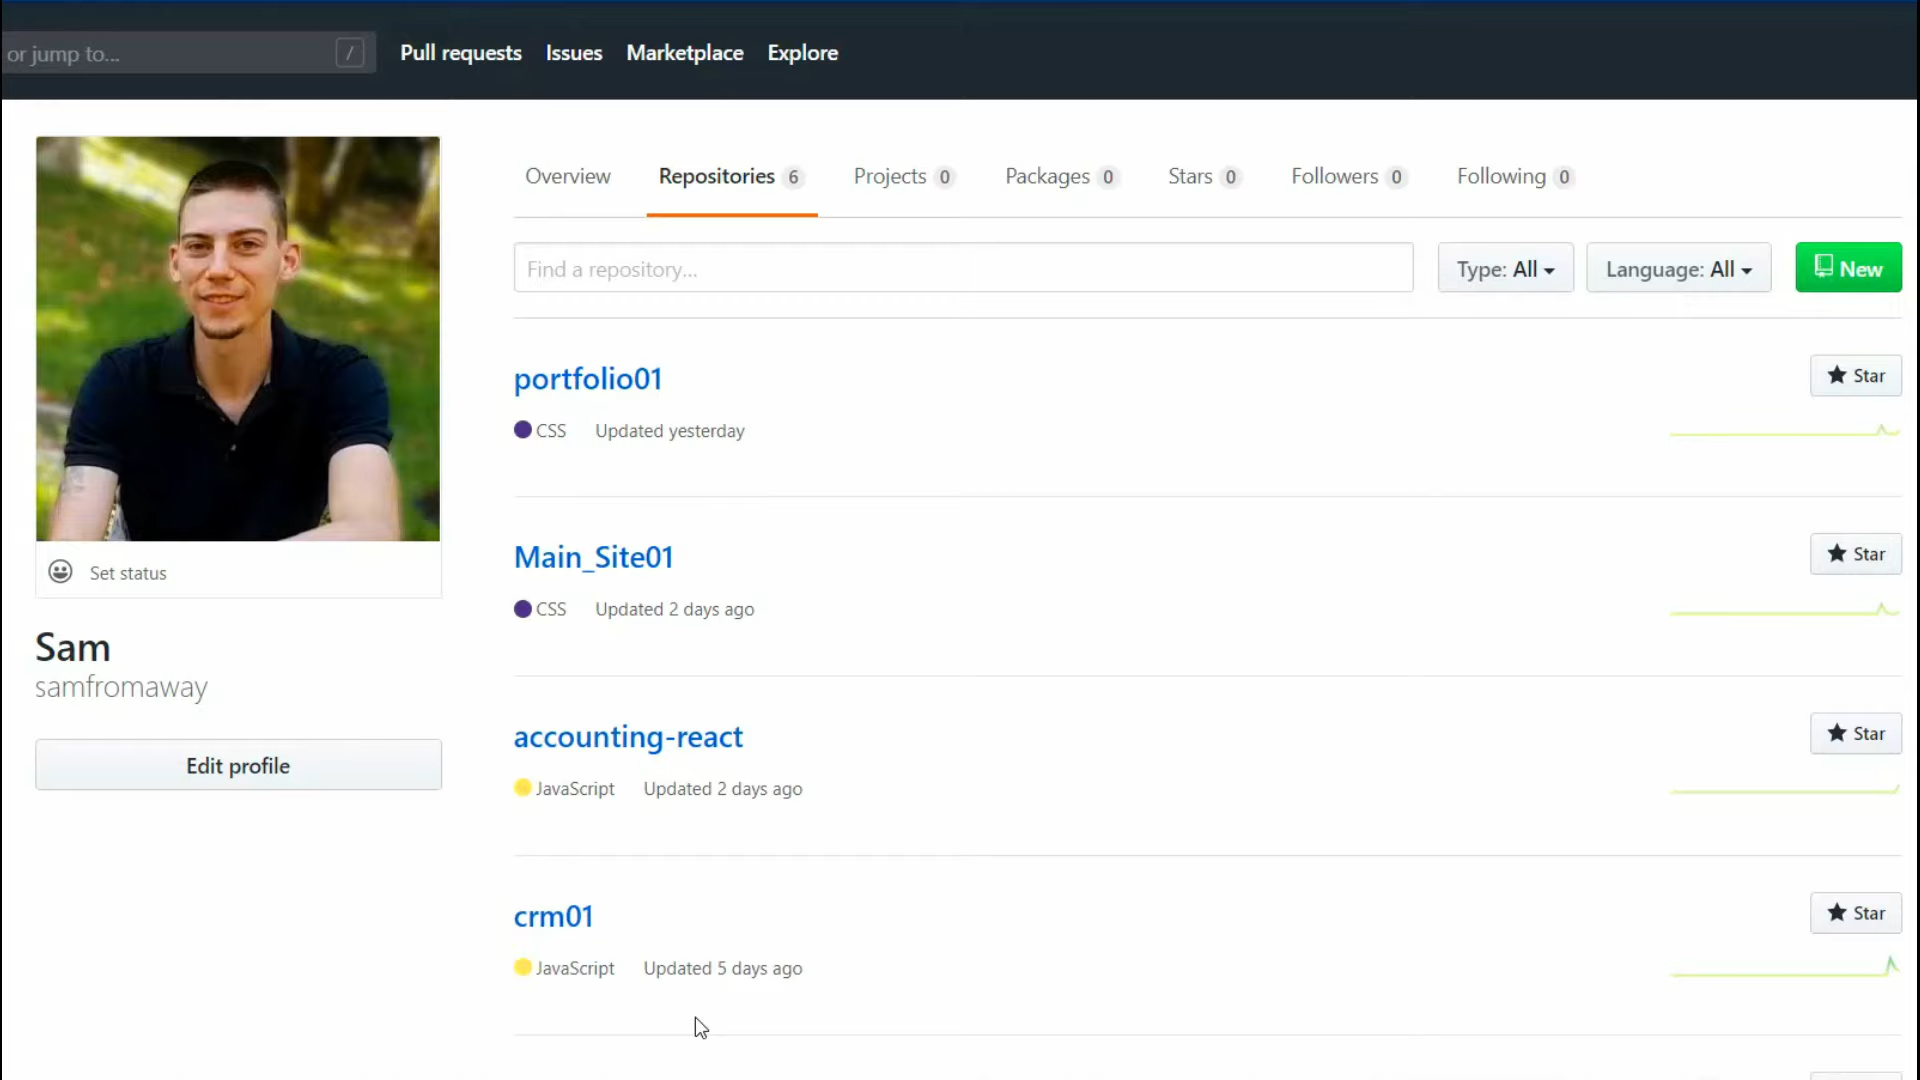 or jump to... / Pull requests Issues Marketplace Explore
Overview Repositories 6 Projects 0 Packages 0 Stars 0 Followers 0 Following 0
Find a repository... Type: All Language: All New
portfolio01 Star
CSS Updated yesterday
Main_Site01 Star
CSS Updated 2 days ago
Set status
Sam
samfromaway
Edit profile
accounting-react Star
JavaScript Updated 2 days ago
crm01 Star
JavaScript Updated 5 days ago